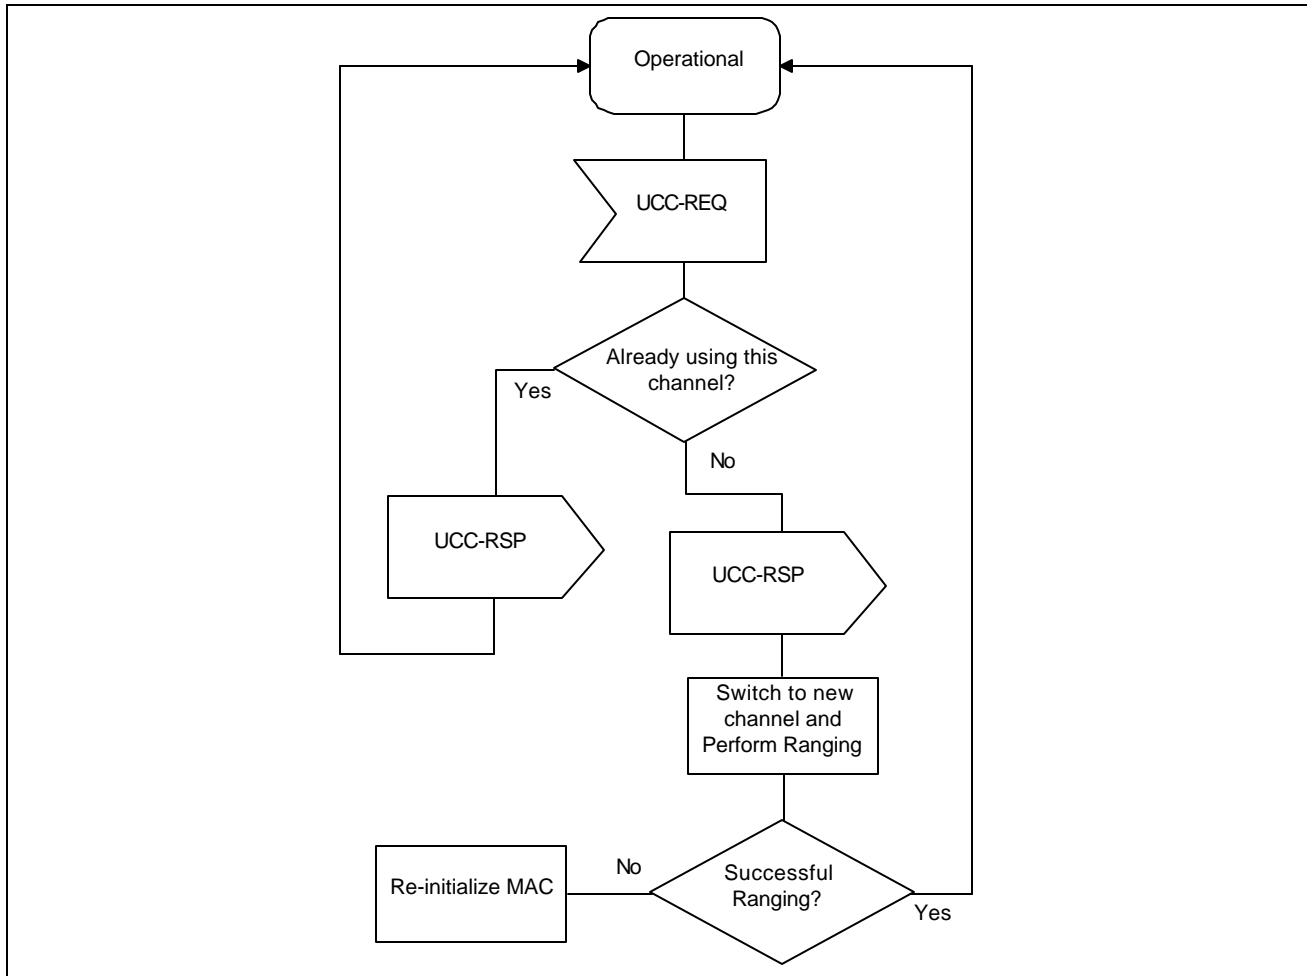 Operational
UCC-REQ
Already using this
channel?
Yes
No
UCC-RSP
UCC-RSP
Switch to new
channel and
Perform Ranging
Re-initialize MAC
No
Successful
Ranging?
Yes